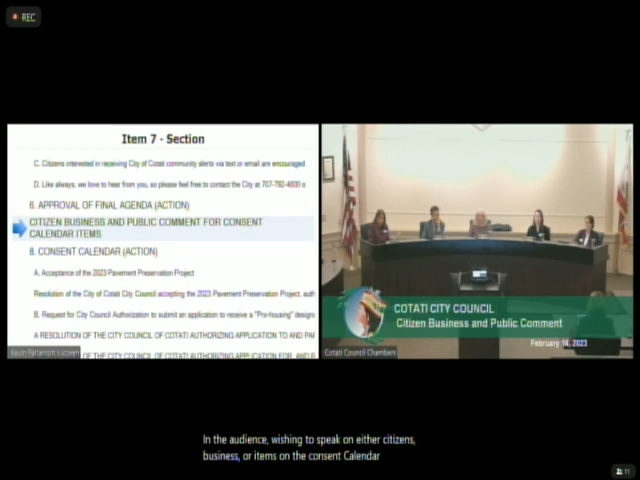 REC
Item 7 - Section
C. Citizens interested in receiving City of Cotati community alerts via text or email are encouraged
D. Like always, we love to hear from you, so please feel free to contact the City at 707-792-4600 o
6. APPROVAL OF FINAL AGENDA (ACTION)
CITIZEN BUSINESS AND PUBLIC COMMENT FOR CONSENT
CALENDAR ITEMS
8. CONSENT CALENDAR (ACTION)
A. Acceptance of the 2023 Pavement Preservation Project
Resolution of the City of Cotati City Council accepting the 2023 Pavement Preservation Project, auth
B. Request for City Council Authorization to submit an application to receive a "Pro-housing" design
A RESOLUTION OF THE CITY COUNCIL OF COTATI AUTHORIZING APPLICATION TO AND PAR
OF THE CITY COUNCIL OF COTATI AUTHORIZING APPLICATION FOR, AND R
Cotati Council Chambers
COTATI CITY COUNCIL
Citizen Business and Public Comment
February 14, 2023
In the audience, wishing to speak on either citizens,
business, or items on the consent Calendar
11